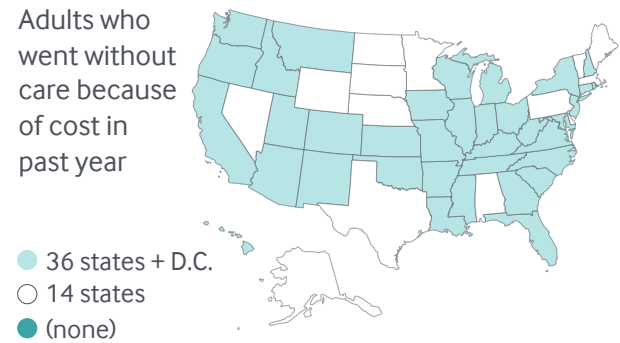 Adults who
went without
care because
of cost in
past year
36 states + D.C.
14 states
(none)